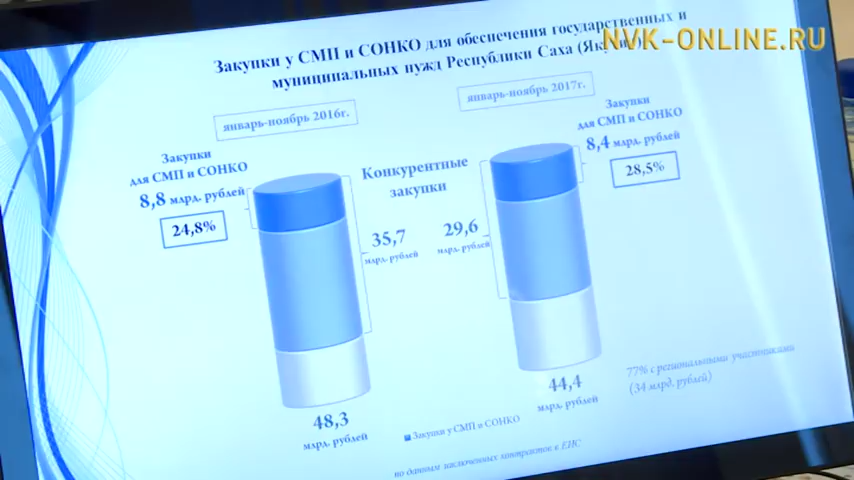 Закупки у СМП и СОНКО для обеспечения государственных и
муниципальных нужд Республики Саха (Якутия)
NVK-ONLINE.RU
январь-ноябрь 2016г.
январь-ноябрь 2017г.
Закупки
для СМП и СОНКО
8,8 млрд. рублей
24,8%
Конкурентные
закупки
Закупки
для СМП и СОНКО
8,4 млрд. рублей
28,5%
35,7
млрд. рублей
29,6
млрд. рублей
48,3
млрд. рублей
44,4
млрд. рублей
77% с региональными участниками
(34 млрд. рублей)
Закупки у СМП и СОНКО
по данным заключенных контрактов в ЕИС